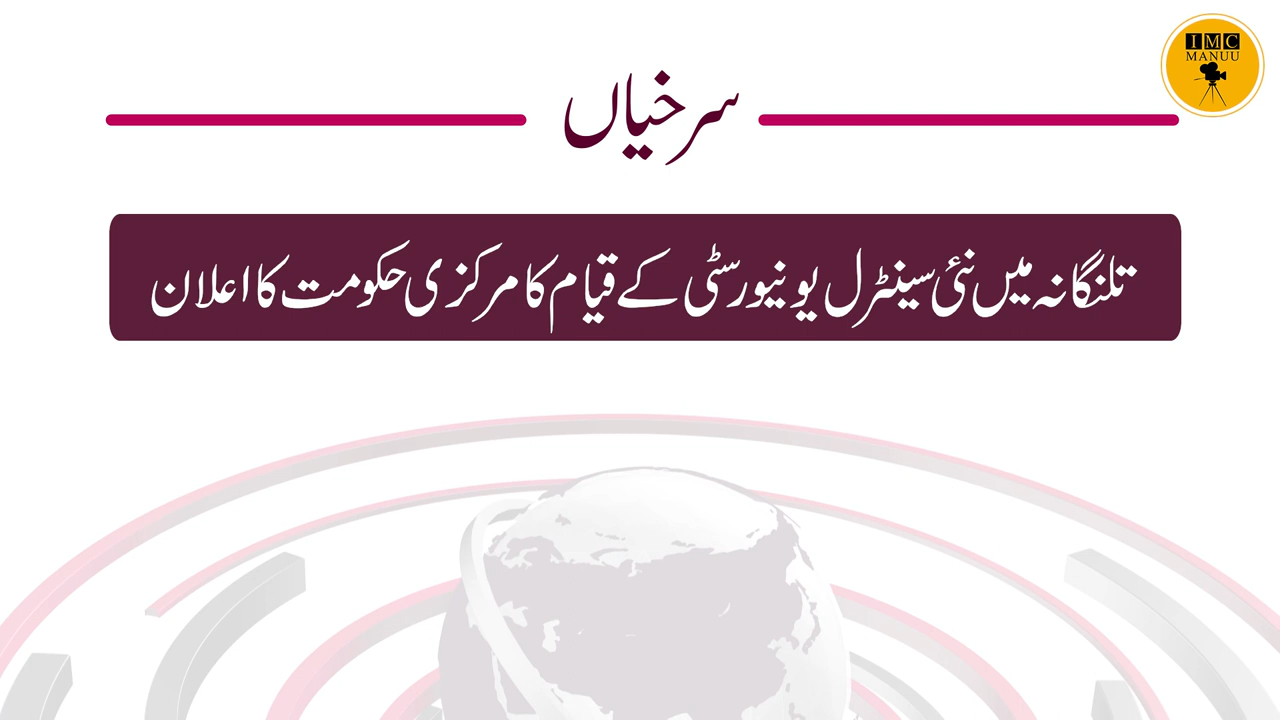 IMC
MANUU
سرخیاں
تلنگانہ میں نئی سینٹرل یونیورسٹی کے قیام کا مرکزی حکومت کا اعلان